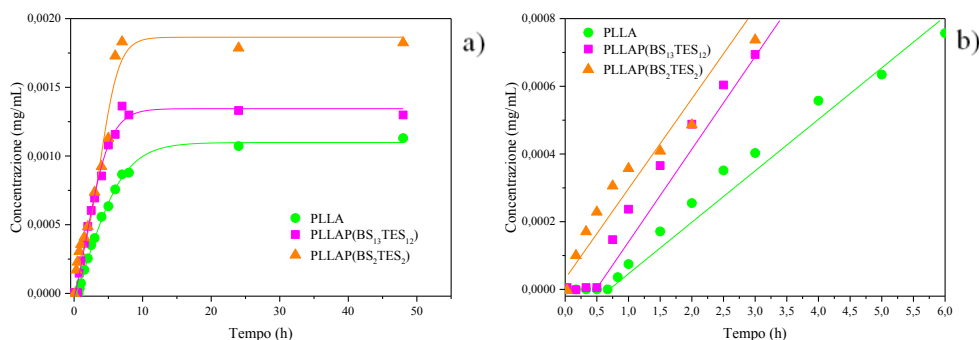 0,0020
0,0015
0,0010
0,0005
0,0000
Concentrazione (mg/mL)
0 10 20 30 40 50
Tempo (h)
PLLA
PLLAP(BS₁₃TES₁₂)
PLLAP(BS₂TES₂)
a)
0,0008
0,0006
0,0004
0,0002
0,0000
Concentrazione (mg/mL)
0,0 0,5 1,0 1,5 2,0 2,5 3,0 3,5 4,0 4,5 5,0 5,5 6,0
Tempo (h)
PLLA
PLLAP(BS₁₃TES₁₂)
PLLAP(BS₂TES₂)
b)